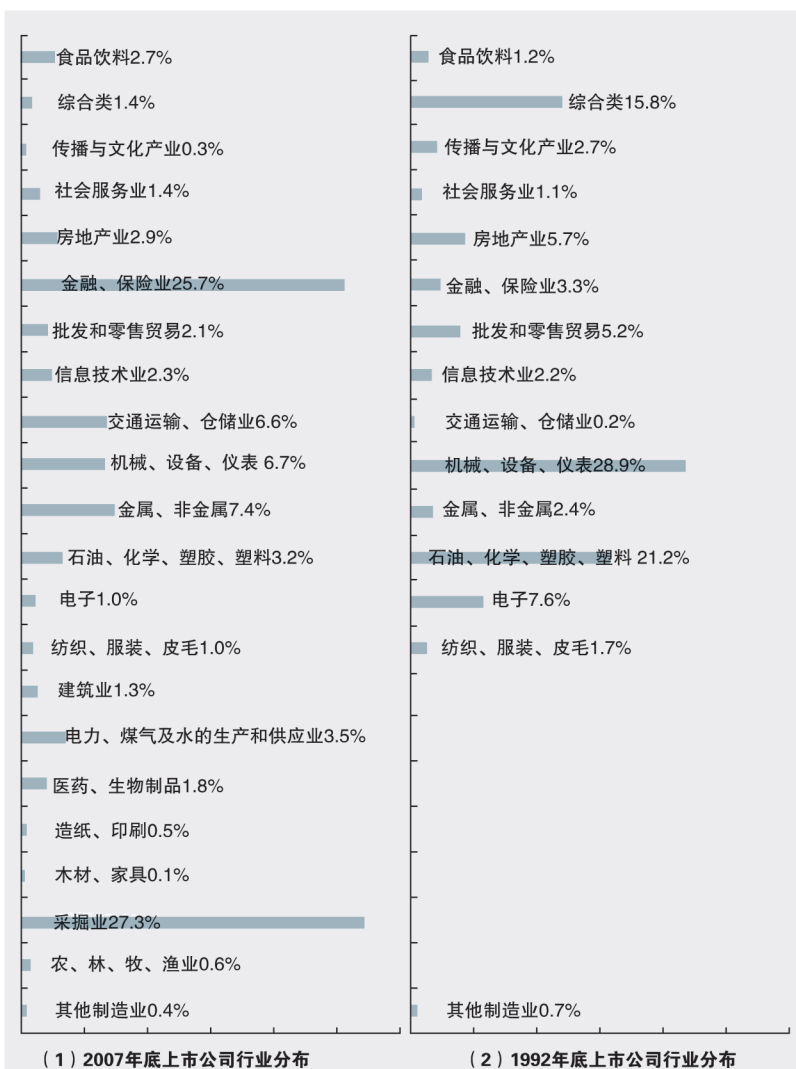 食品饮料2.7%
综合类1.4%
传播与文化产业0.3%
社会服务业1.4%
房地产业2.9%
金融、保险业25.7%
批发和零售贸易2.1%
信息技术业2.3%
交通运输、仓储业6.6%
机械、设备、仪表 6.7%
金属、非金属7.4%
石油、化学、塑胶、塑料3.2%
电子1.0%
纺织、服装、皮毛1.0%
建筑业1.3%
电力、煤气及水的生产和供应业3.5%
医药、生物制品1.8%
造纸、印刷0.5%
木材、家具0.1%
采掘业27.3%
农、林、牧、渔业0.6%
其他制造业0.4%
（1）2007年底上市公司行业分布
食品饮料1.2%
综合类15.8%
传播与文化产业2.7%
社会服务业1.1%
房地产业5.7%
金融、保险业3.3%
批发和零售贸易5.2%
信息技术业2.2%
交通运输、仓储业0.2%
机械、设备、仪表28.9%
金属、非金属2.4%
石油、化学、塑胶、塑料 21.2%
电子7.6%
纺织、服装、皮毛1.7%
其他制造业0.7%
（2）1992年底上市公司行业分布